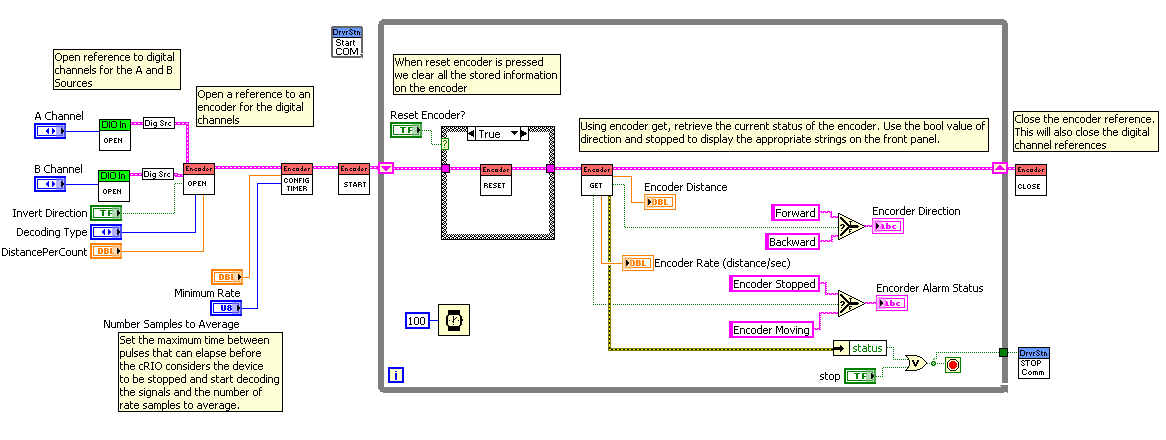 DrvrStn
Start
COM
Open reference to digital
channels for the A and B
Sources
Open a reference to an
encoder for the digital
channels
When reset encoder is pressed
we clear all the stored information
on the encoder
A Channel
DIO In
OPEN
Dig Src
B Channel
DIO In
OPEN
Dig Src
Invert Direction
TF
Decoding Type
DistancePerCount
DBL
Encoder
OPEN
Encoder
CONFIG
TIMER
Encoder
START
DBL
Minimum Rate
U8
Number Samples to Average
Set the maximum time between
pulses that can elapse before
the cRIO considers the device
to be stopped and start decoding
the signals and the number of
rate samples to average.
Reset Encoder?
TF
?
True
Encoder
RESET
Using encoder get, retrieve the current status of the encoder. Use the bool value of
direction and stopped to display the appropriate strings on the front panel.
Encoder
GET
Encoder Distance
DBL
Forward
Backward
?
T
F
Encorder Direction
abc
DBL
Encoder Rate (distance/sec)
Encoder Stopped
Encoder Moving
?
T
F
Encorder Alarm Status
abc
100
i
status
stop
TF
V
Close the encoder reference.
This will also close the digital
channel references
Encoder
CLOSE
DrvrStn
STOP
Comm